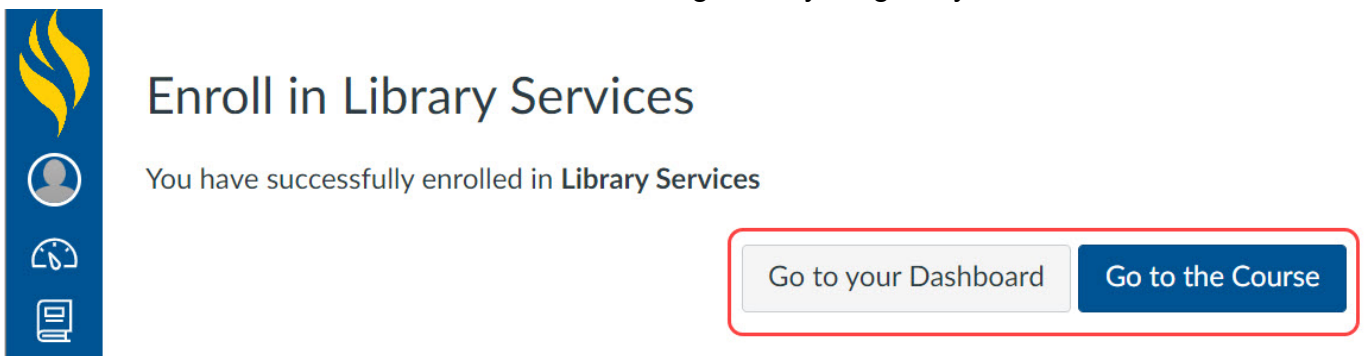 Enroll in Library Services
You have successfully enrolled in Library Services
Go to your Dashboard Go to the Course